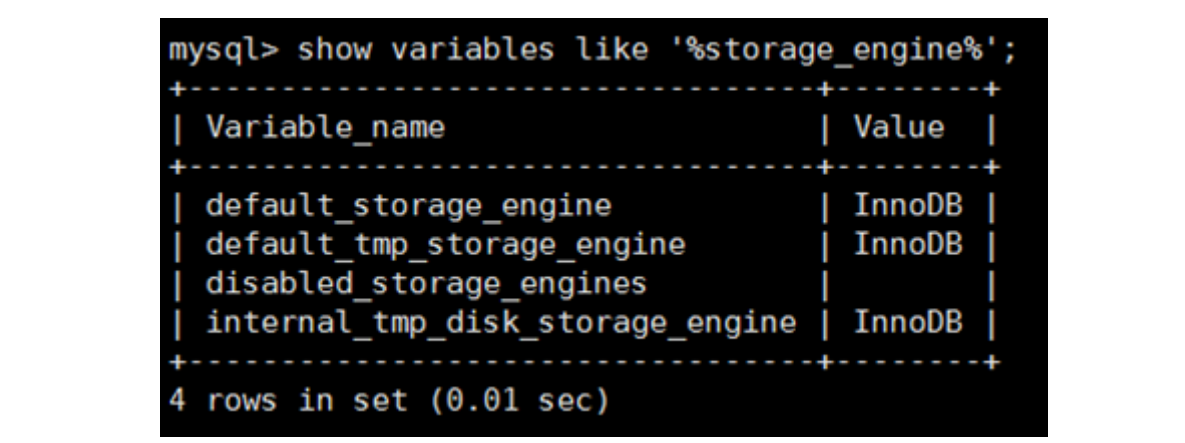 mysql> show variables like '%storage_engine%';
+----------------------------------+--------+
| Variable_name                    | Value  |
+----------------------------------+--------+
| default_storage_engine           | InnoDB |
| default_tmp_storage_engine       | InnoDB |
| disabled_storage_engines         |        |
| internal_tmp_disk_storage_engine | InnoDB |
+----------------------------------+--------+
4 rows in set (0.01 sec)